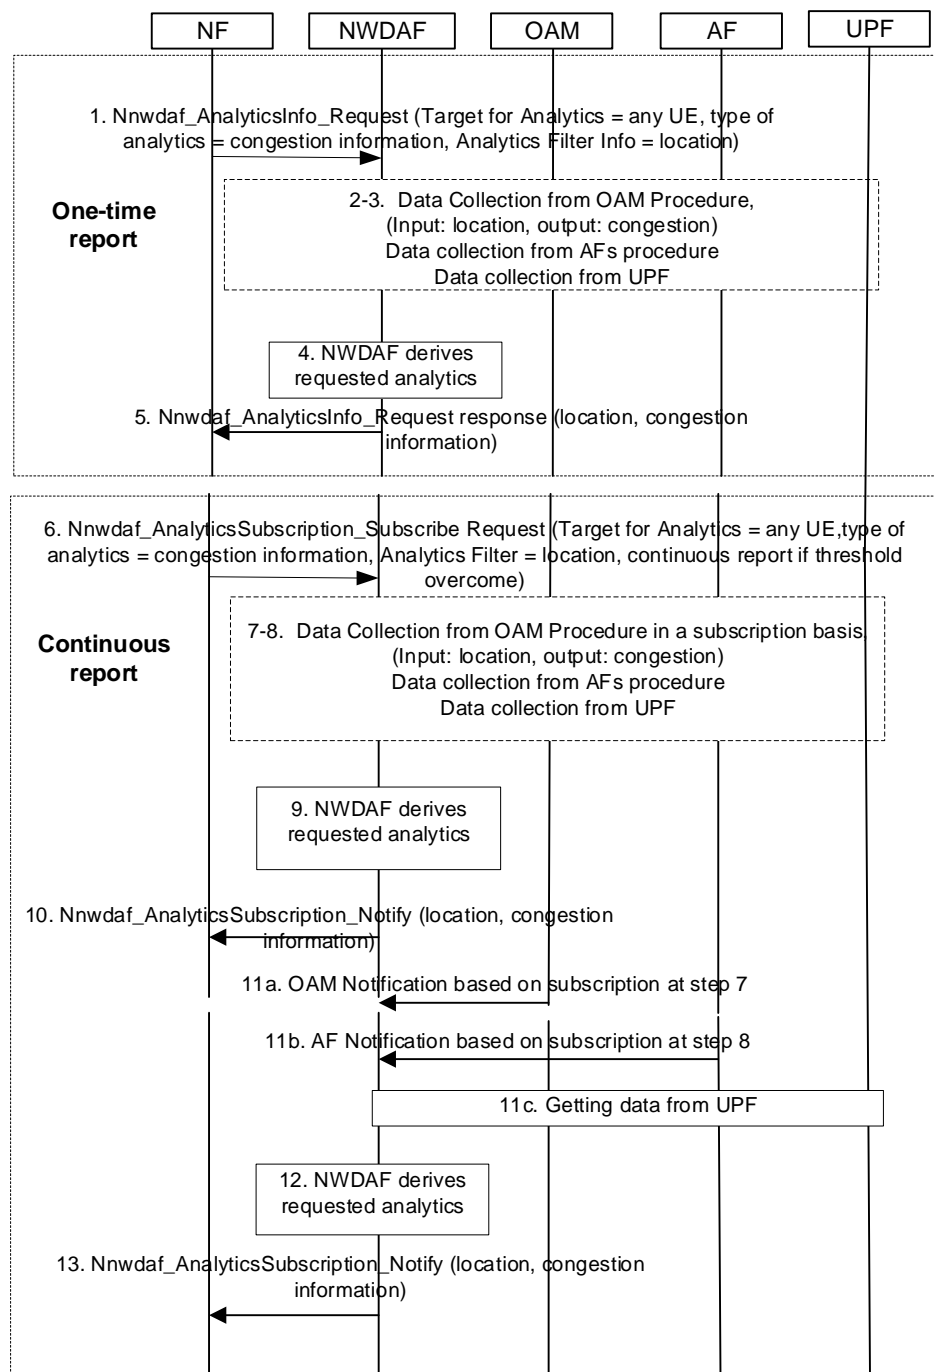 NF
NWDAF
OAM
AF
UPF
1. Nnwdaf_AnalyticsInfo_Request (Target for Analytics = any UE, type of
analytics = congestion information, Analytics Filter Info = location)
One-time
report
2-3. Data Collection from OAM Procedure,
(Input: location, output: congestion)
Data collection from AFs procedure
Data collection from UPF
4. NWDAF derives
requested analytics
5. Nnwdaf_AnalyticsInfo_Request response (location, congestion
information)
6. Nnwdaf_AnalyticsSubscription_Subscribe Request (Target for Analytics = any UE,type of
analytics = congestion information, Analytics Filter = location, continuous report if threshold
overcome)
Continuous
report
7-8. Data Collection from OAM Procedure in a subscription basis,
(Input: location, output: congestion)
Data collection from AFs procedure
Data collection from UPF
9. NWDAF derives
requested analytics
10. Nnwdaf_AnalyticsSubscription_Notify (location, congestion
information)
11a. OAM Notification based on subscription at step 7
11b. AF Notification based on subscription at step 8
11c. Getting data from UPF
12. NWDAF derives
requested analytics
13. Nnwdaf_AnalyticsSubscription_Notify (location, congestion
information)